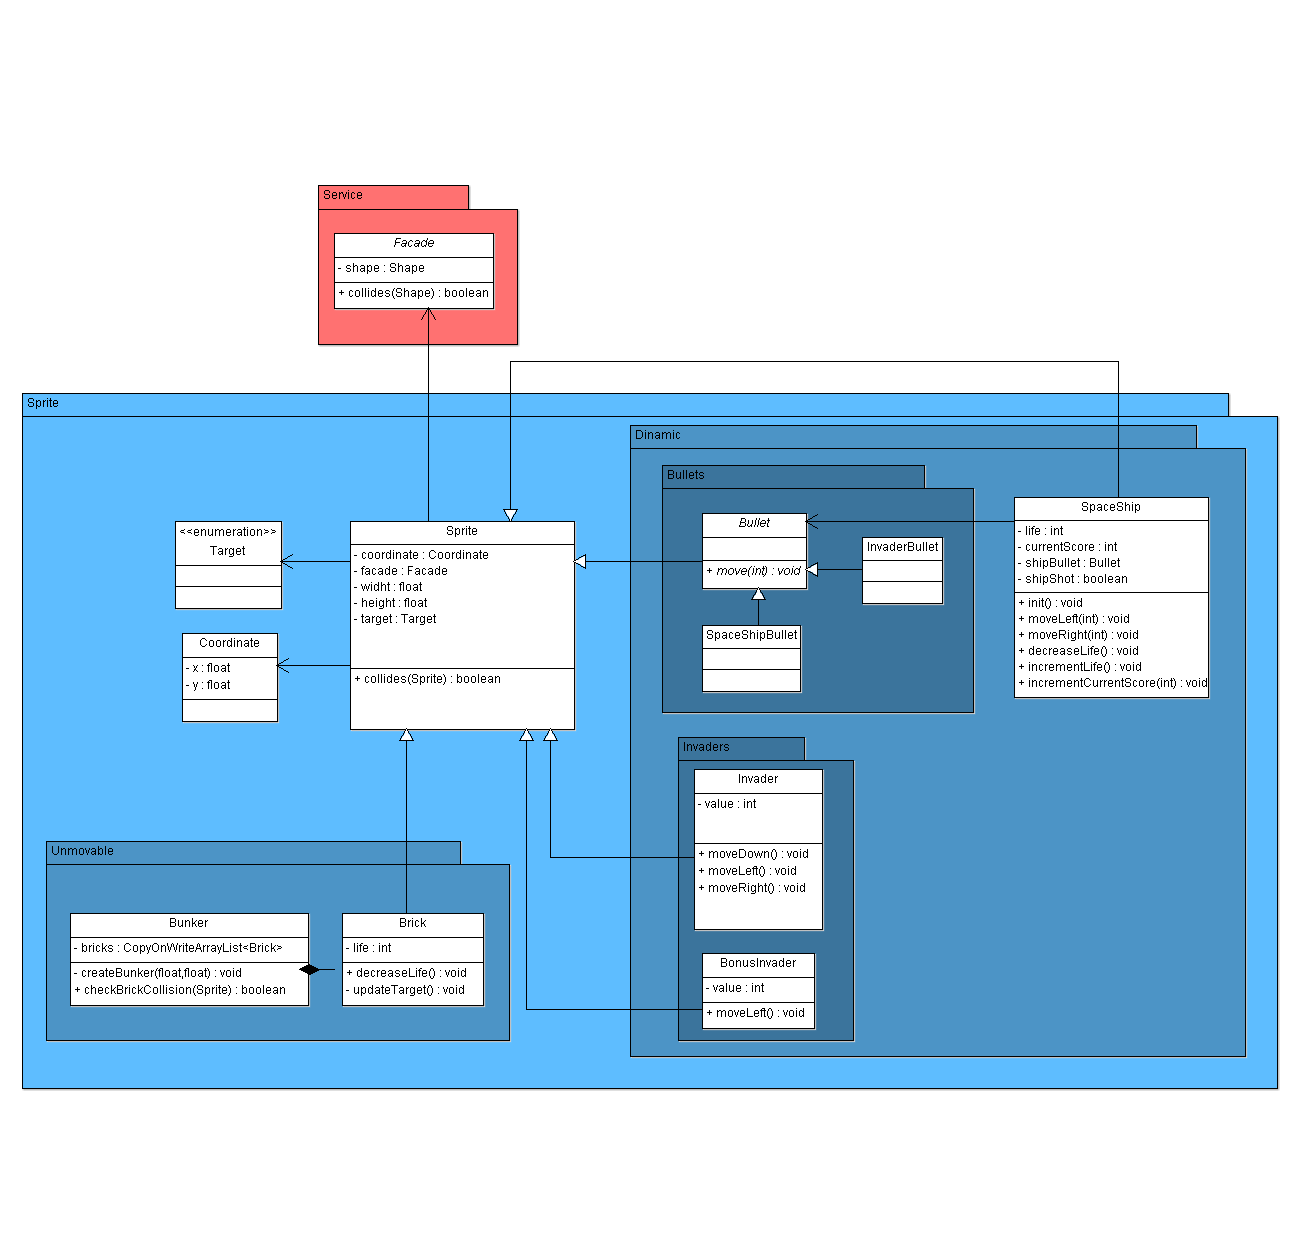 Service
Facade
- shape : Shape
+ collides(Shape) : boolean
Sprite
Dinamic
Bullets
Bullet
+ move(int) : void
InvaderBullet
SpaceShipBullet
SpaceShip
- life : int
- currentScore : int
- shipBullet : Bullet
- shipShot : boolean
+ init() : void
+ moveLeft(int) : void
+ moveRight(int) : void
+ decreaseLife() : void
+ incrementLife() : void
+ incrementCurrentScore(int) : void
<<enumeration>>
Target
Sprite
- coordinate : Coordinate
- facade : Facade
- widht : float
- height : float
- target : Target
+ collides(Sprite) : boolean
Coordinate
- x : float
- y : float
Invaders
Invader
- value : int
+ moveDown() : void
+ moveLeft() : void
+ moveRight() : void
BonusInvader
- value : int
+ moveLeft() : void
Unmovable
Bunker
- bricks : CopyOnWriteArrayList<Brick>
- createBunker(float,float) : void
+ checkBrickCollision(Sprite) : boolean
Brick
- life : int
+ decreaseLife() : void
- updateTarget() : void